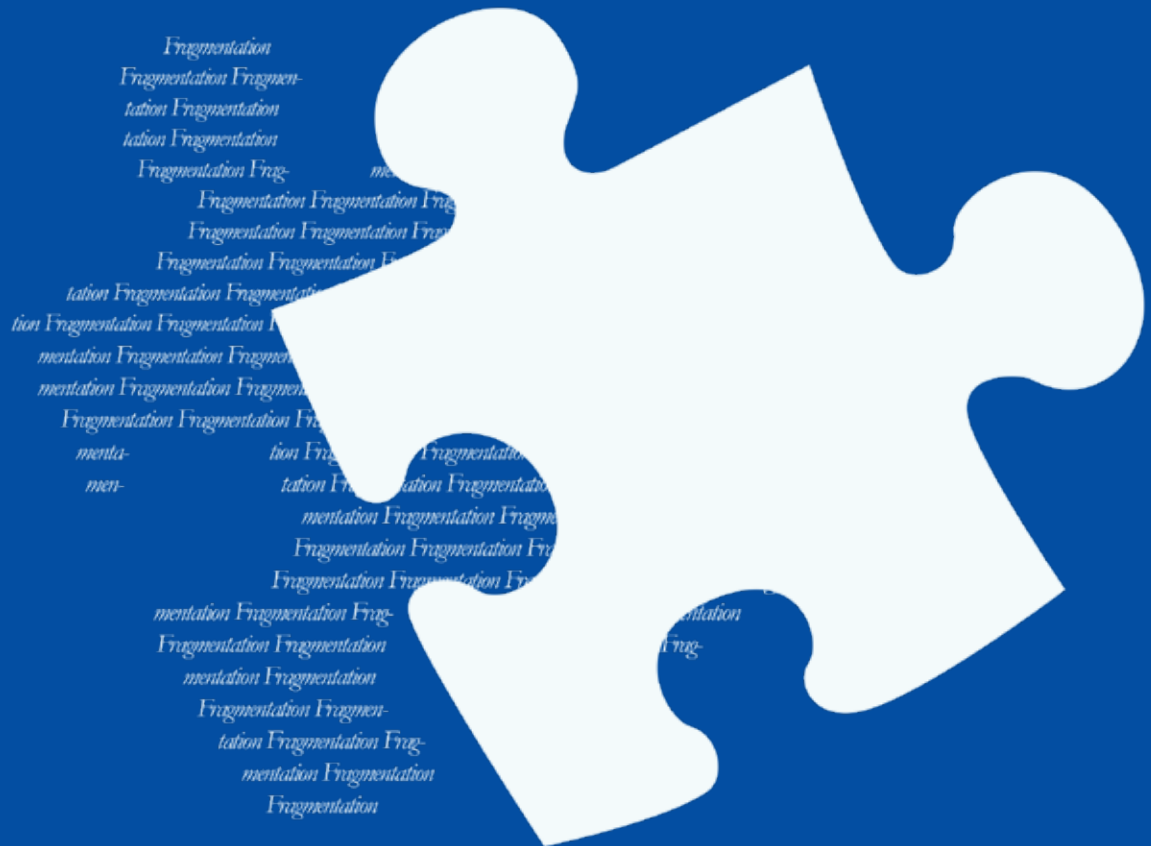 Fragmentation
Fragmentation Fragmen-
tation Fragmentation
tation Fragmentation
Fragmentation Frag-
Fragmentation Fragmentation
Fragmentation Fragmentation
Fragmentation Fragmentation
tation Fragmentation
tion Fragmentation Fragmentation
mentation Fragmentation
mentation Fragmentation
Fragmentation Fragmentation
menta- tion Fragmentation
men- tation Fragmentation
mentation Fragmentation
Fragmentation Fragmentation
Fragmentation
mentation Fragmentation Frag-
Fragmentation Fragmentation Frag-
mentation Fragmentation
Fragmentation Fragmen-
tation Fragmentation Frag-
mentation Fragmentation
Fragmentation